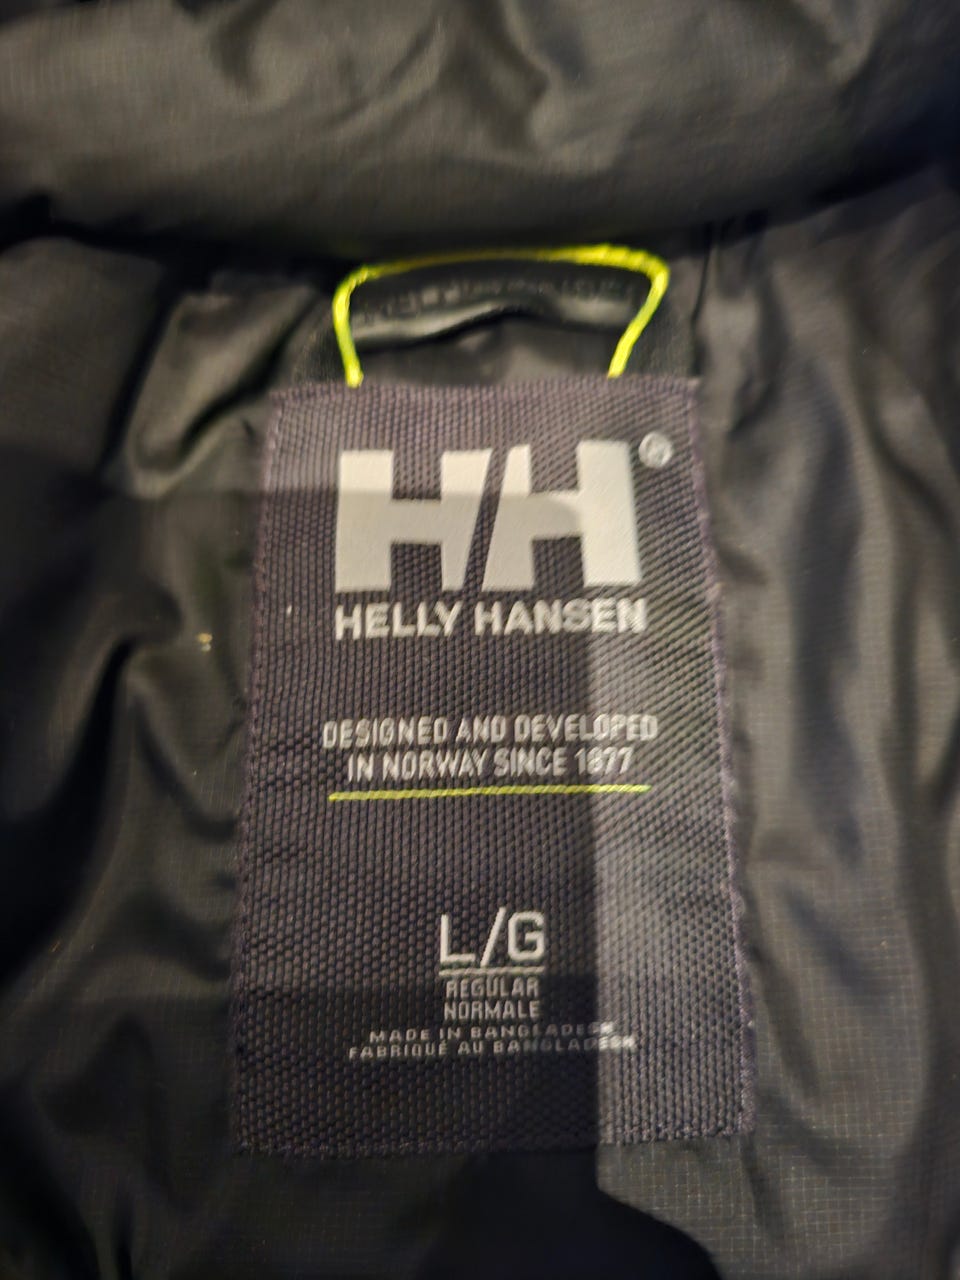 HH®
HELLY HANSEN
DESIGNED AND DEVELOPED
IN NORWAY SINCE 1877
L/G
REGULAR
NORMALE
MADE IN BANGLADESH
FABRIQUÉ AU BANGLADESH